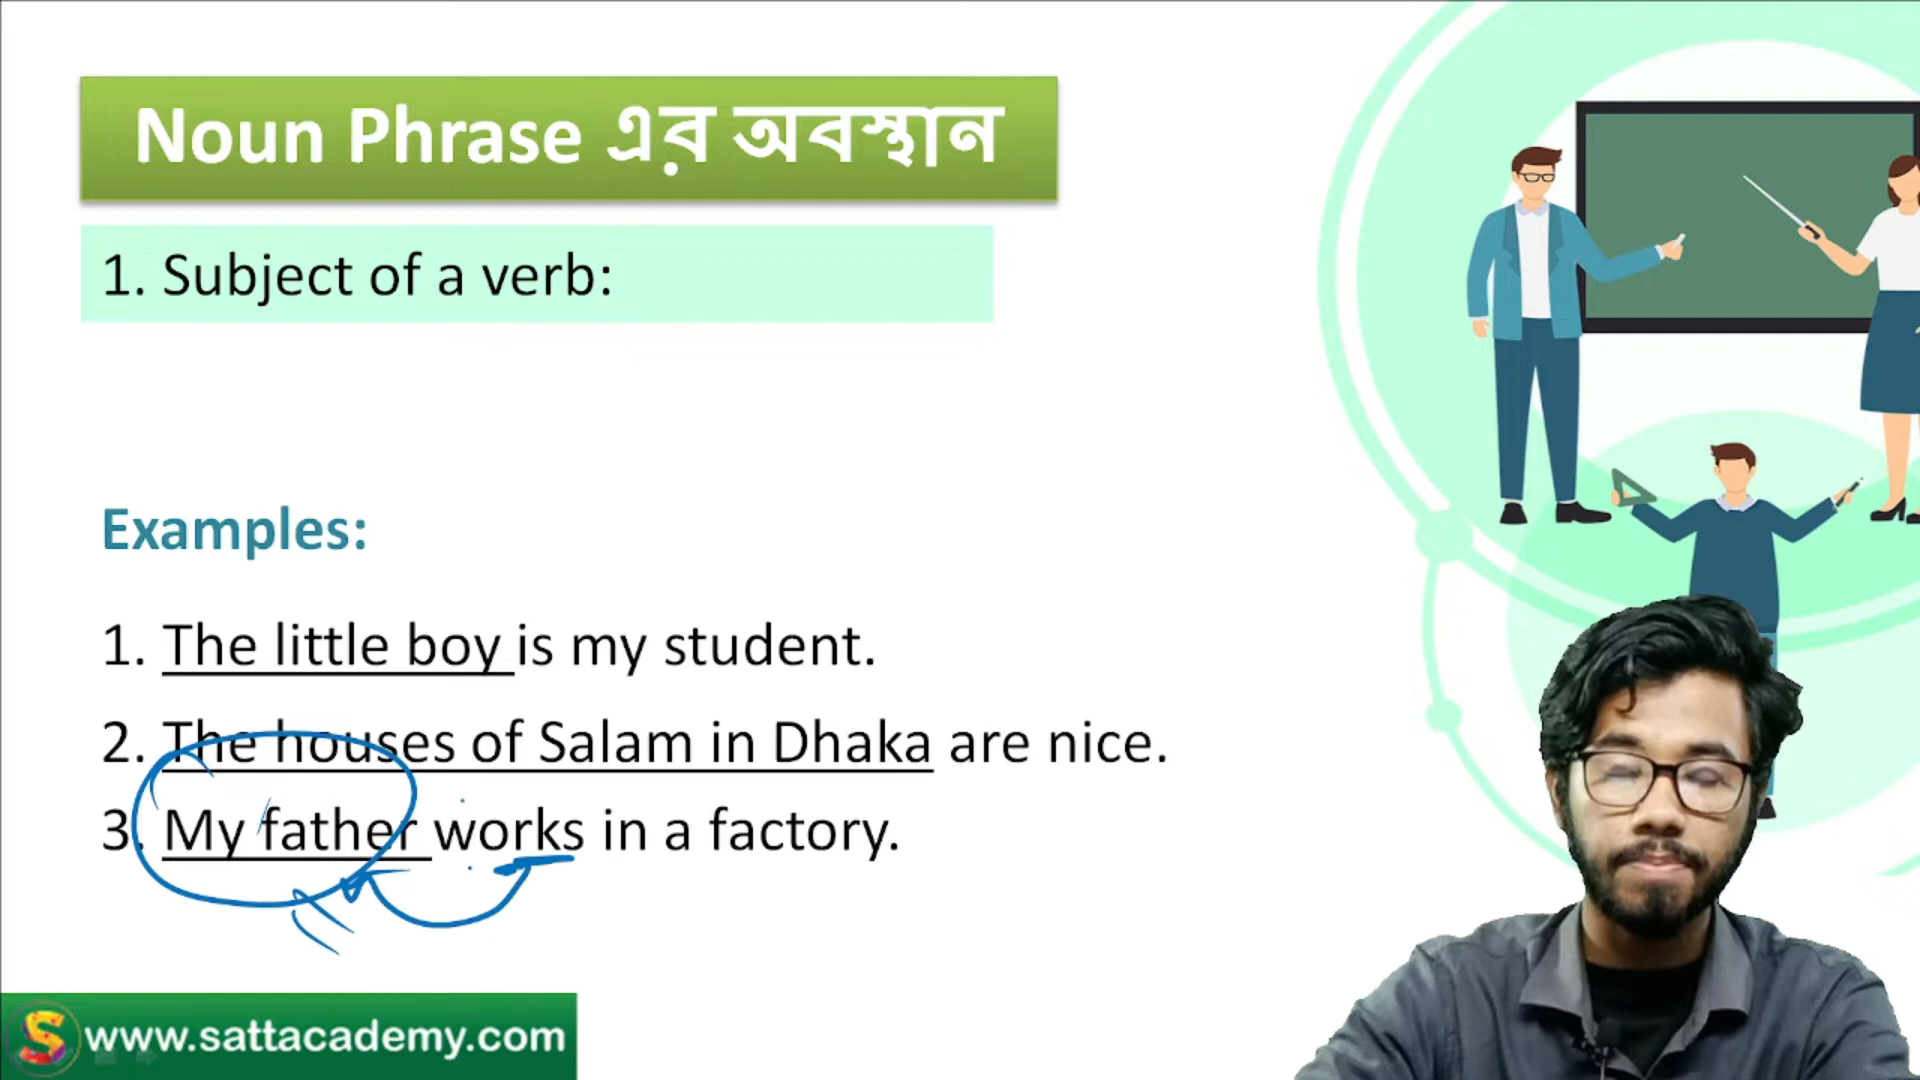 Noun Phrase এর অবস্থান
1. Subject of a verb:
Examples:
1. The little boy is my student.
2. The houses of Salam in Dhaka are nice.
3. My father works in a factory.
www.sattacademy.com